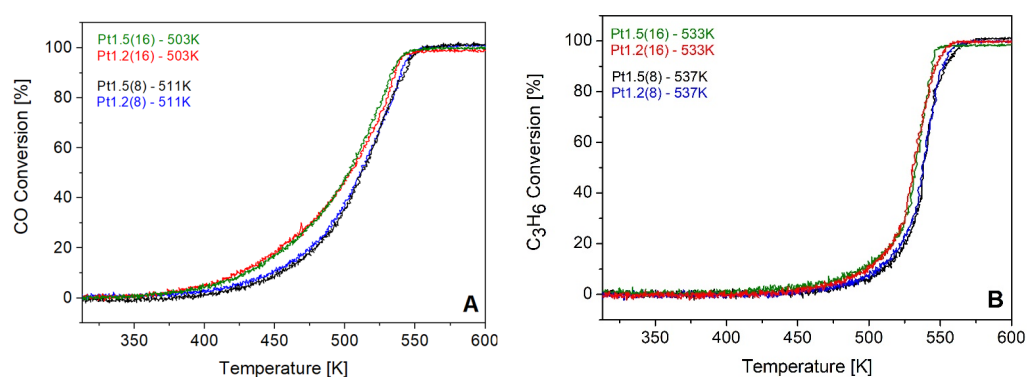 Pt1.5(16) - 503K
Pt1.2(16) - 503K
Pt1.5(8) - 511K
Pt1.2(8) - 511K
CO Conversion [%]
100
80
60
40
20
0
A
350
400
450
500
550
600
Temperature [K]
Pt1.5(16) - 533K
Pt1.2(16) - 533K
Pt1.5(8) - 537K
Pt1.2(8) - 537K
C₃H₆ Conversion [%]
100
80
60
40
20
0
B
350
400
450
500
550
600
Temperature [K]